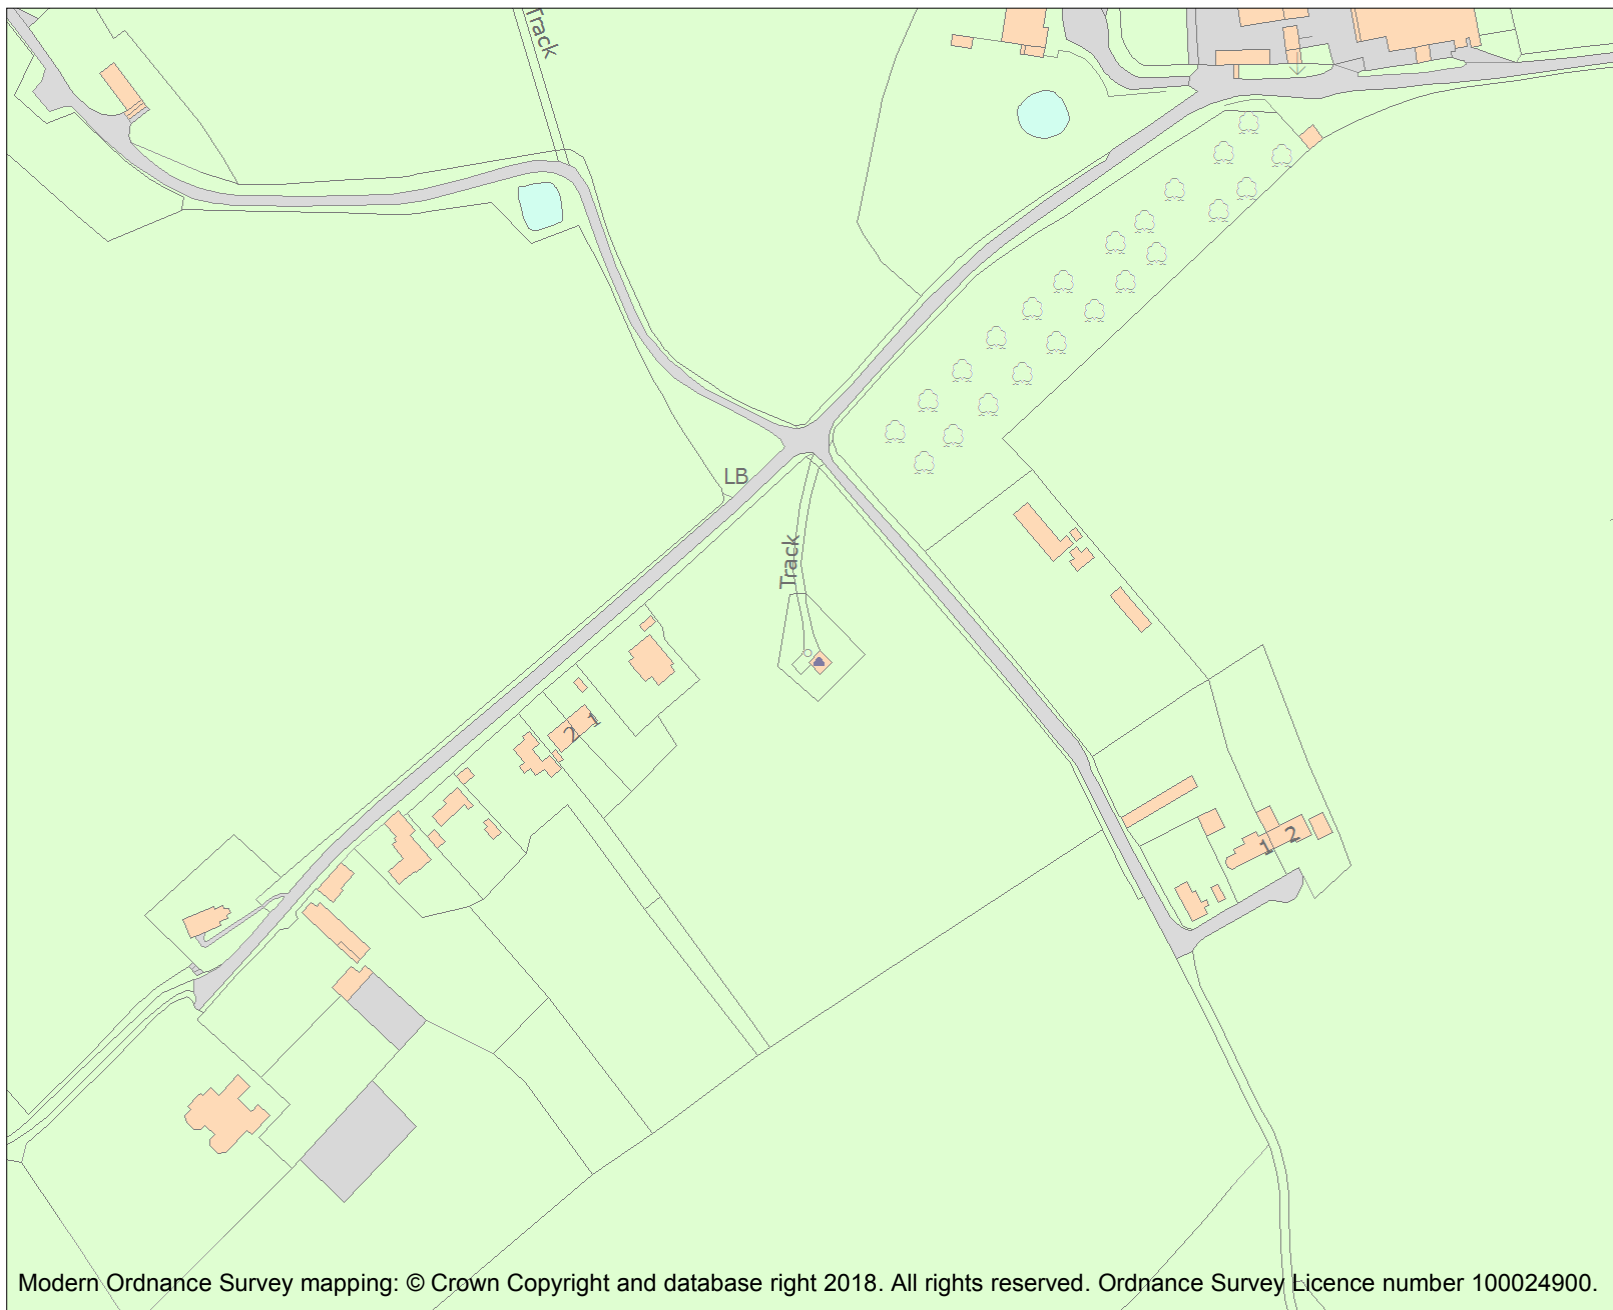 Track
LB
Track
2 1
1 2
Modern Ordnance Survey mapping: © Crown Copyright and database right 2018. All rights reserved. Ordnance Survey Licence number 100024900.